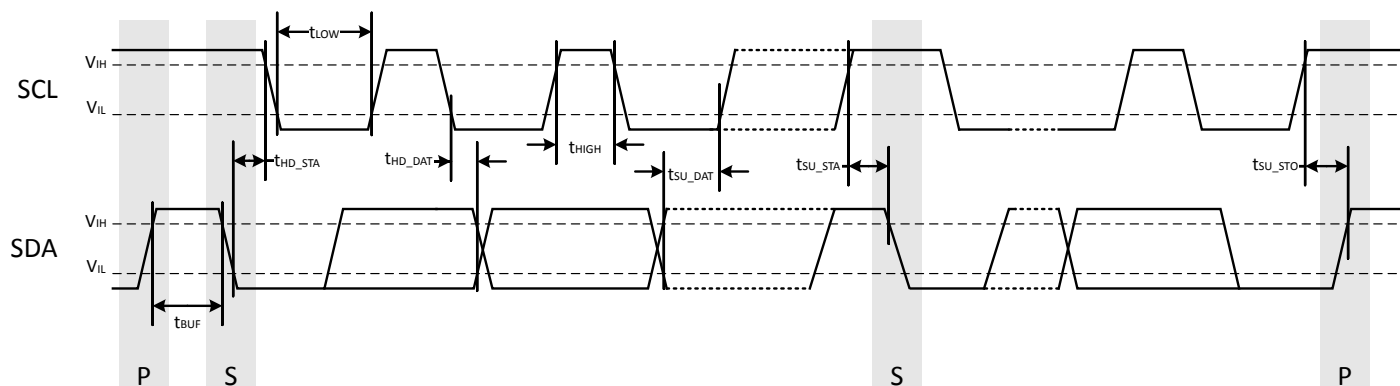 tLOW
VIH
SCL
VIL
tHD_STA
tHD_DAT
tHIGH
tSU_DAT
tSU_STA
tSU_STO
VIH
SDA
VIL
tBUF
P
S
S
P